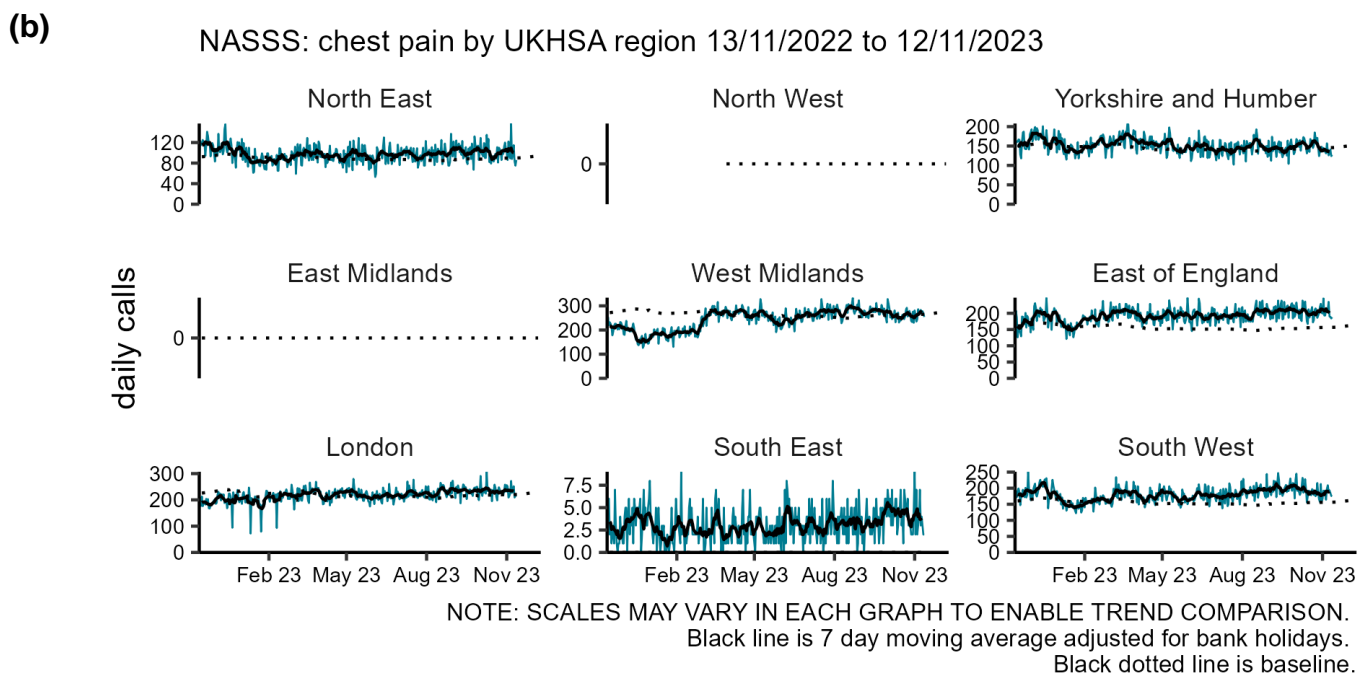 (b)
NASSS: chest pain by UKHSA region 13/11/2022 to 12/11/2023
North East
North West
Yorkshire and Humber
120
80
40
0
0
200
150
100
50
0
East Midlands
West Midlands
East of England
daily calls
0
300
200
100
0
200
150
100
50
0
London
South East
South West
300
200
100
0
7.5
5.0
2.5
0.0
250
200
150
100
50
0
Feb 23 May 23 Aug 23 Nov 23
Feb 23 May 23 Aug 23 Nov 23
Feb 23 May 23 Aug 23 Nov 23
NOTE: SCALES MAY VARY IN EACH GRAPH TO ENABLE TREND COMPARISON.
Black line is 7 day moving average adjusted for bank holidays.
Black dotted line is baseline.